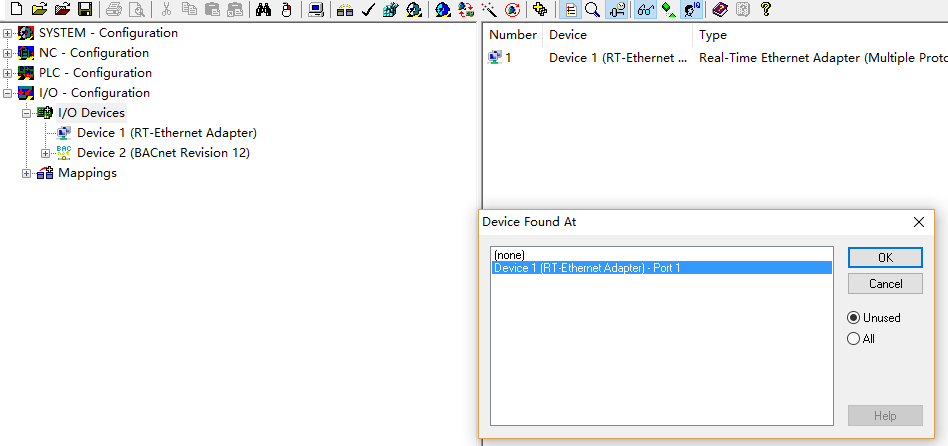 SYSTEM - Configuration
NC - Configuration
PLC - Configuration
I/O - Configuration
I/O Devices
Device 1 (RT-Ethernet Adapter)
BAC
Device 2 (BACnet Revision 12)
Mappings
Number Device Type
1 Device 1 (RT-Ethernet ... Real-Time Ethernet Adapter (Multiple Proto
Device Found At
(none)
Device 1 (RT-Ethernet Adapter) - Port 1
OK
Cancel
Unused
All
Help